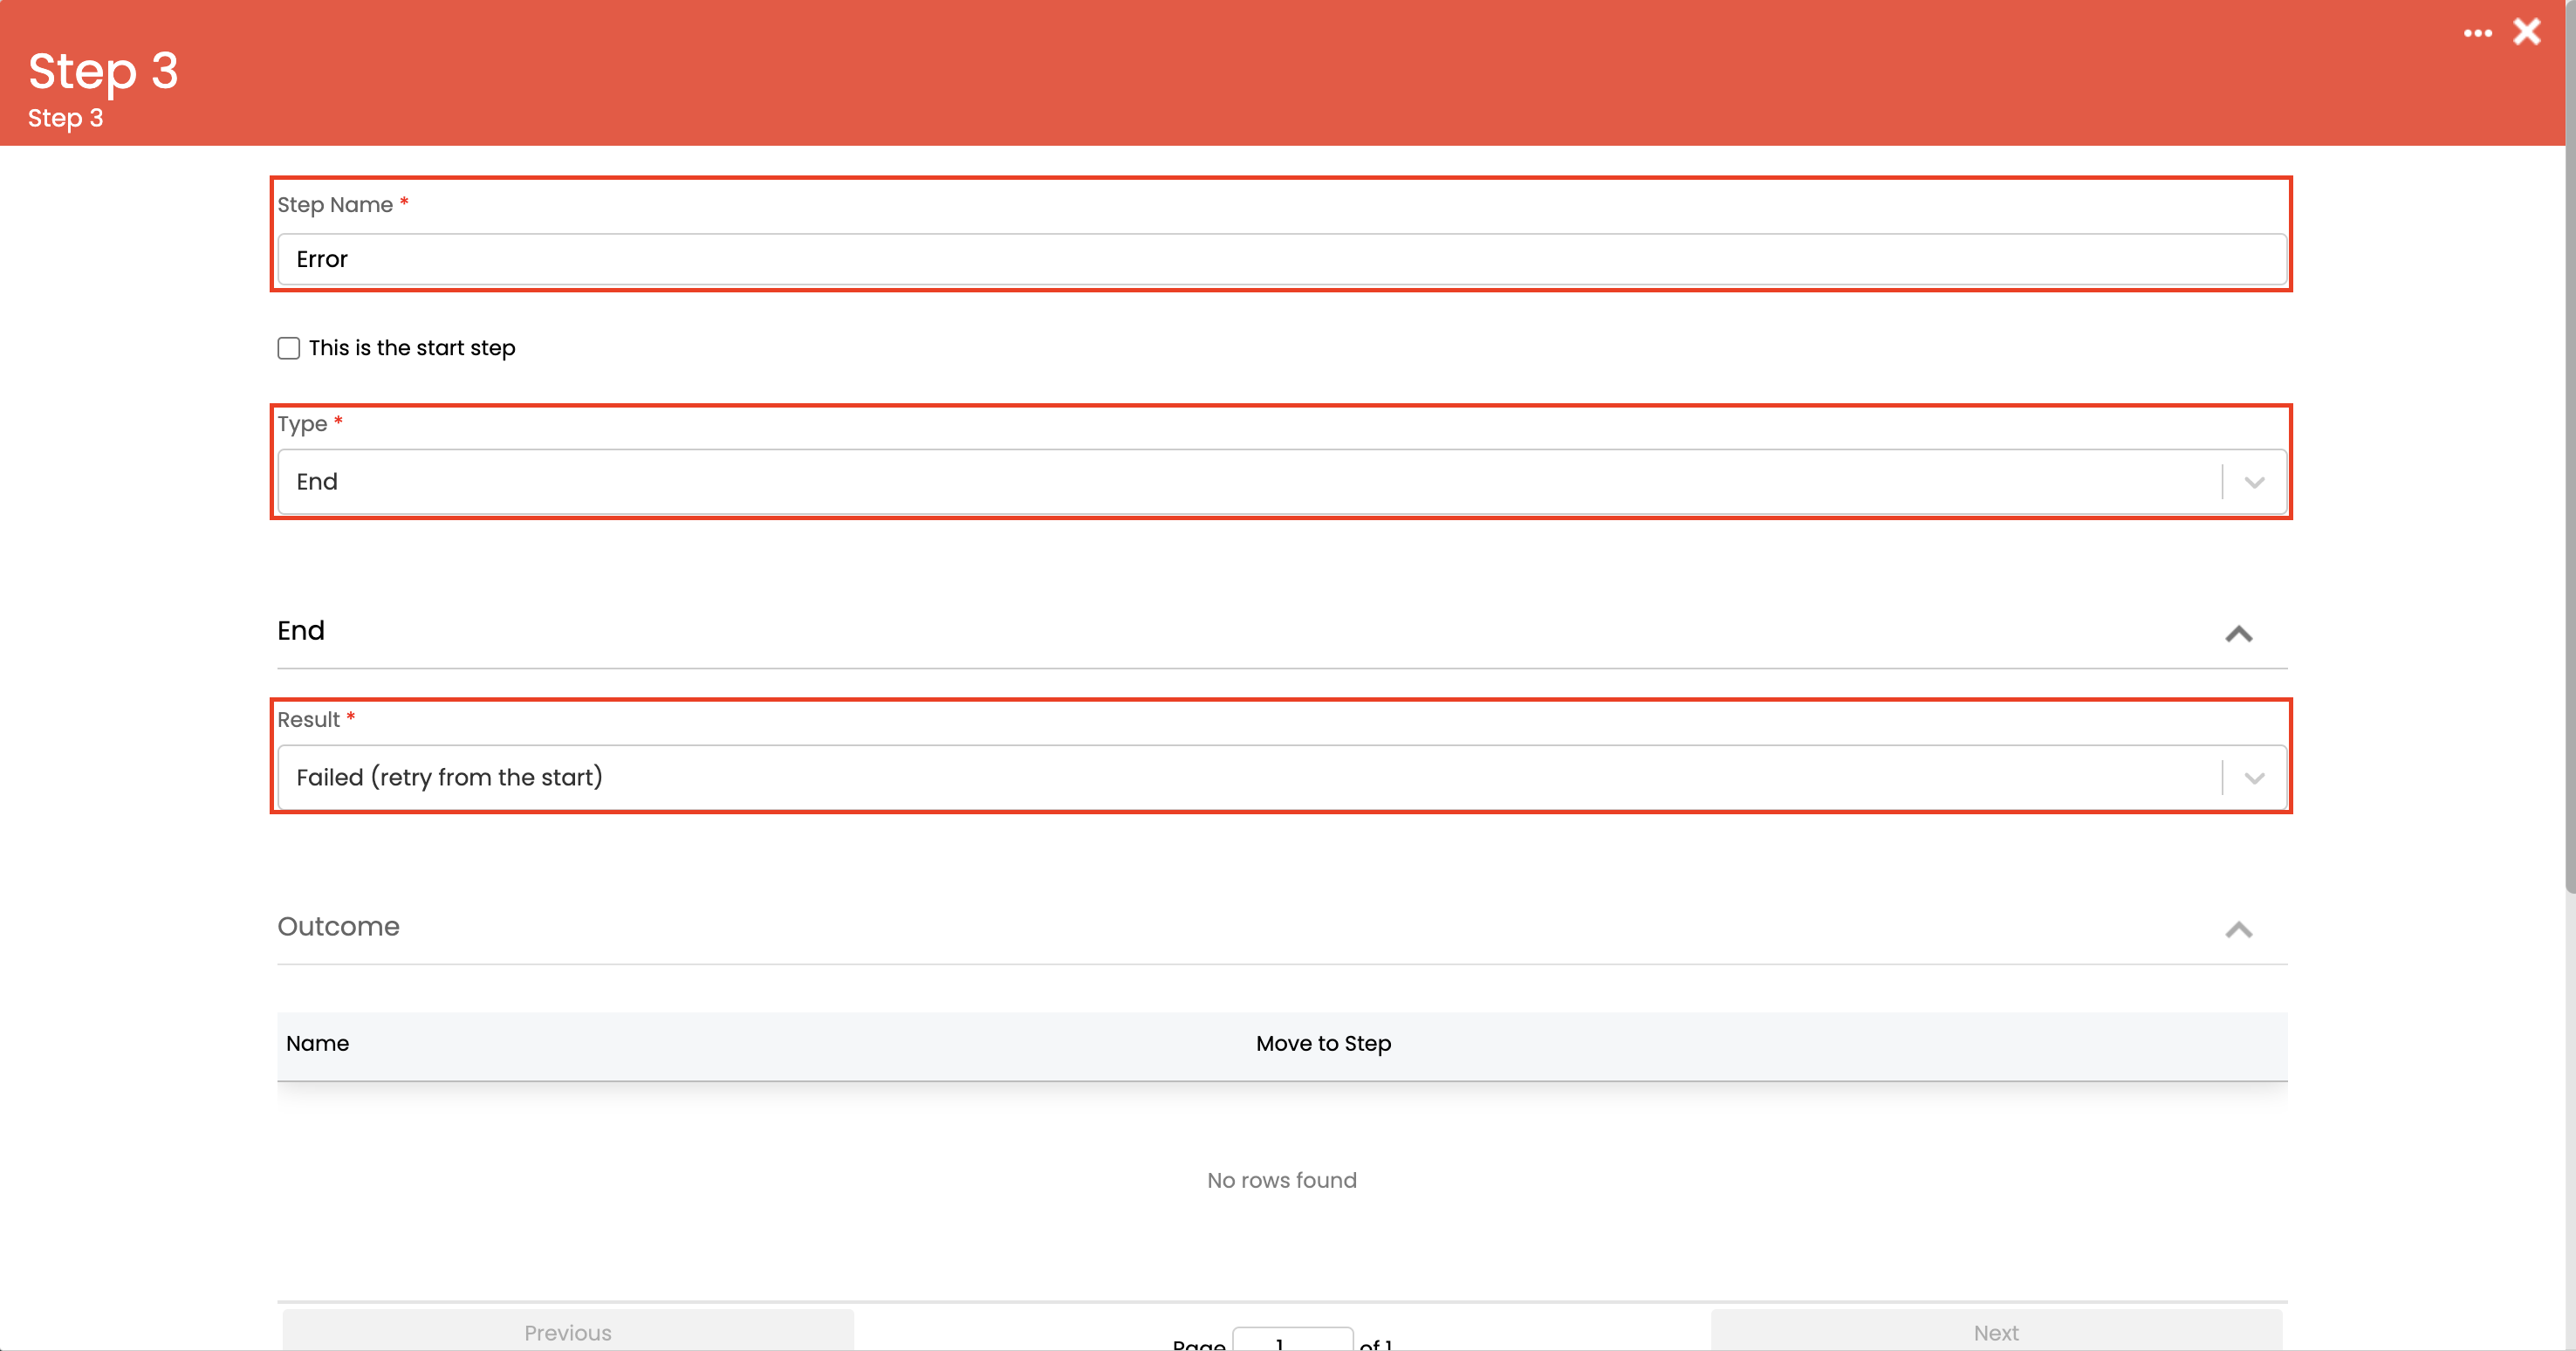 Step 3
Step 3
Step Name *
Error
This is the start step
Type *
End
End
Result *
Failed (retry from the start)
Outcome
Name Move to Step
No rows found
Previous Page 1 of 1 Next